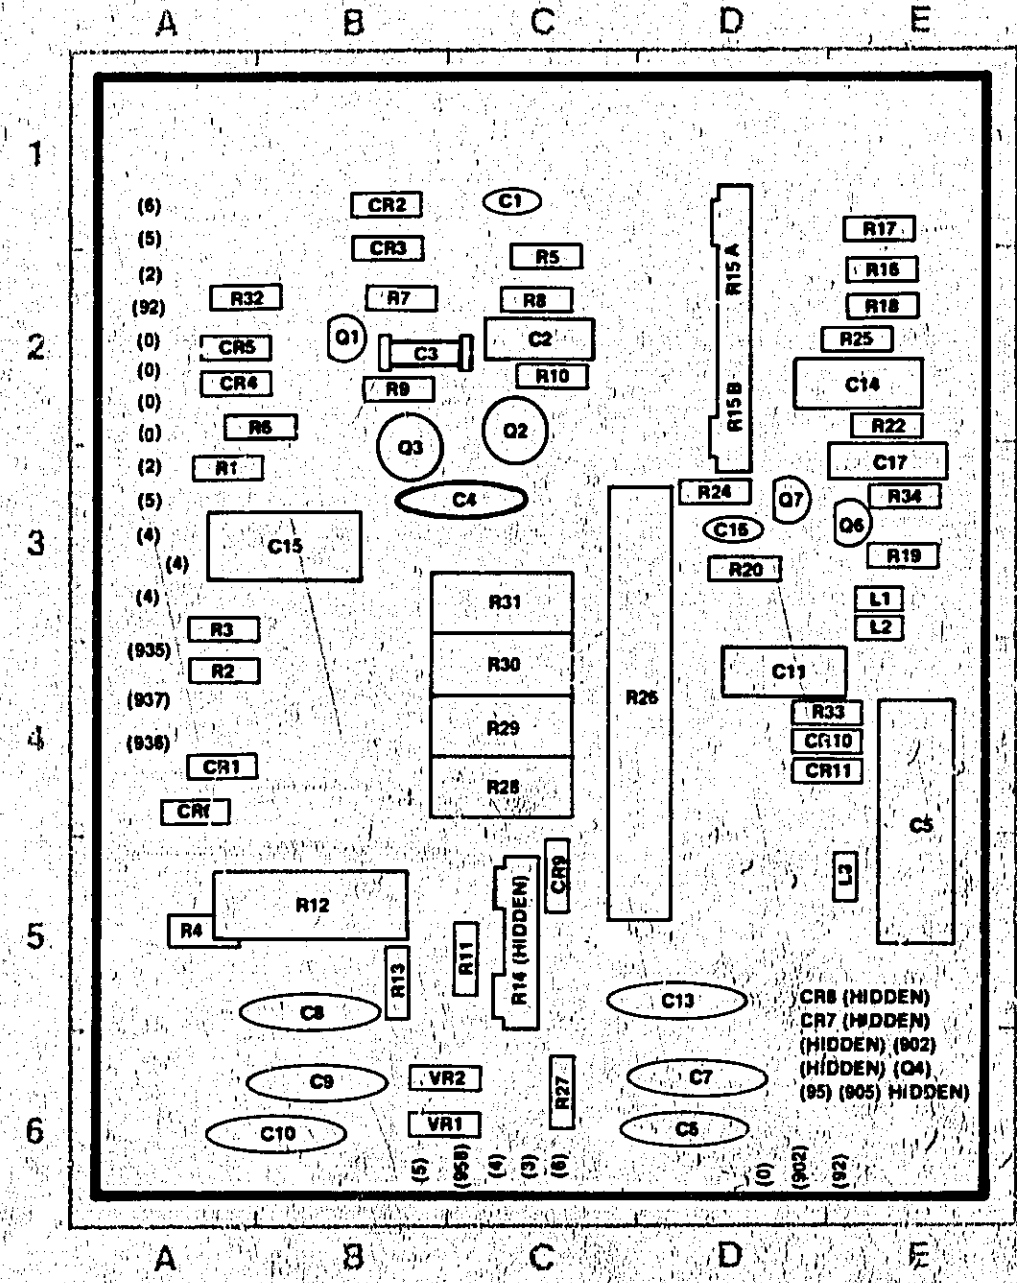 A B C D E
1
(6) CR2 C1
R17
(5) CR3 R5
R16
(2)
R32 R7 R8 R18
(92)
R15 A
2 (0) CR5 Q1 C3 C2 R25
(0) CR4 R9 R10 C14
(0) R15 B
(0) R6 Q3 Q2 R22
(2) R1 C17
(5) C4 R24 Q7 R34
3 (4) C15 C16 Q6
(4) R20 R19
(4) R31 L1
R3 L2
(935)
R2 R30 C11
(937) R26
R29 R33
4 (936) CR10
CR1 CR11
R28
C5
CR9 L3
R12
5 R4 R11 R14 (HIDDEN)
R13
C8 C13 CR8 (HIDDEN)
CR7 (HIDDEN)
(HIDDEN) (902)
(HIDDEN) (Q4)
(95) (905) HIDDEN)
C9 VR2 R27 C7
6 C10 VR1 C6
(5) (958) (4) (3) (6) (0) (902) (92)
A B C D E